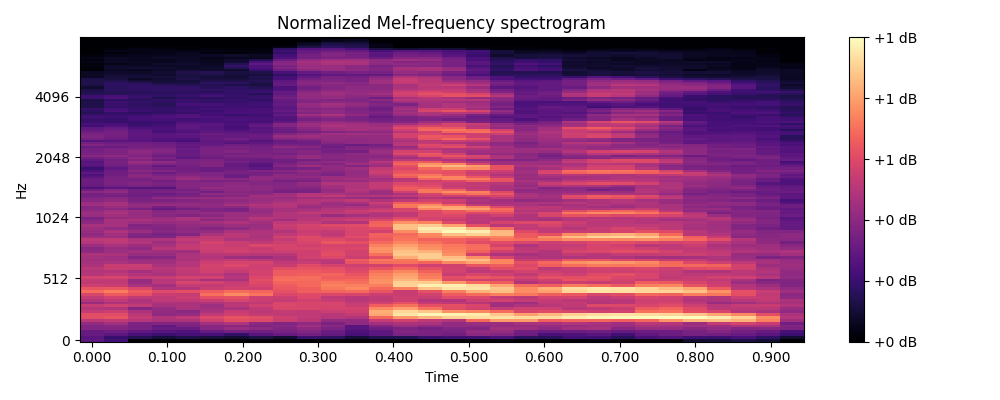 Normalized Mel-frequency spectrogram
Hz
4096
2048
1024
512
0
0.000 0.100 0.200 0.300 0.400 0.500 0.600 0.700 0.800 0.900
Time
+1 dB
+1 dB
+1 dB
+0 dB
+0 dB
+0 dB